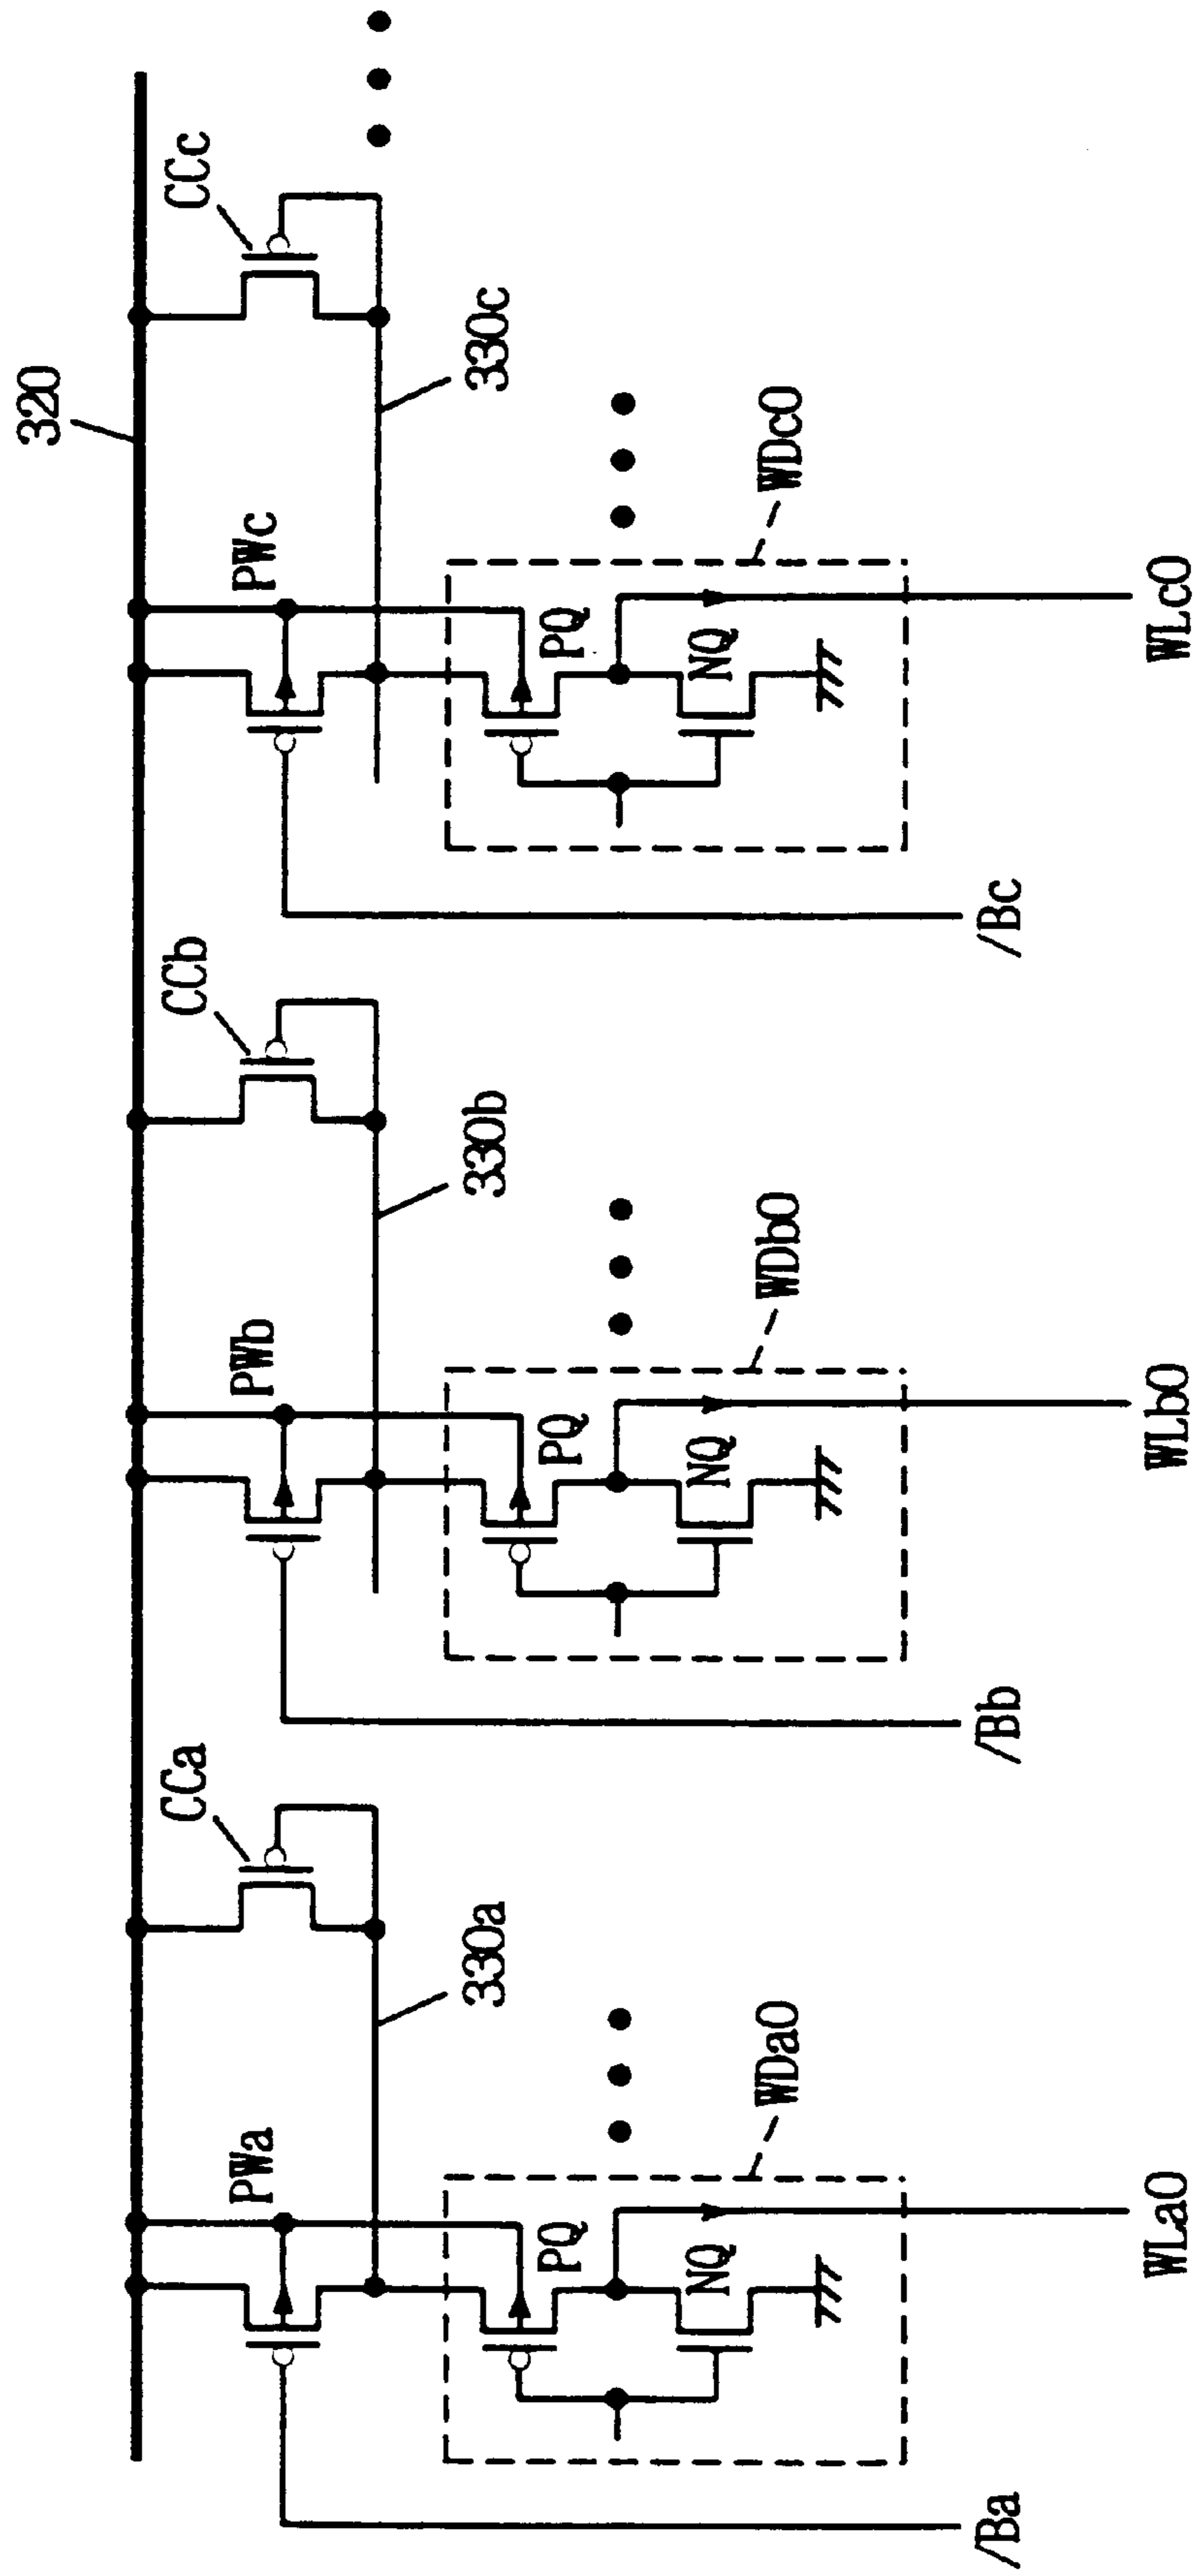 320
PWa
CCa
PWb
CCb
PWc
CCc
330a
330b
330c
PQ
PQ
PQ
NQ
NQ
NQ
WDa0
WDb0
WDc0
/Ba
/Bb
/Bc
WLa0
WLb0
WLc0